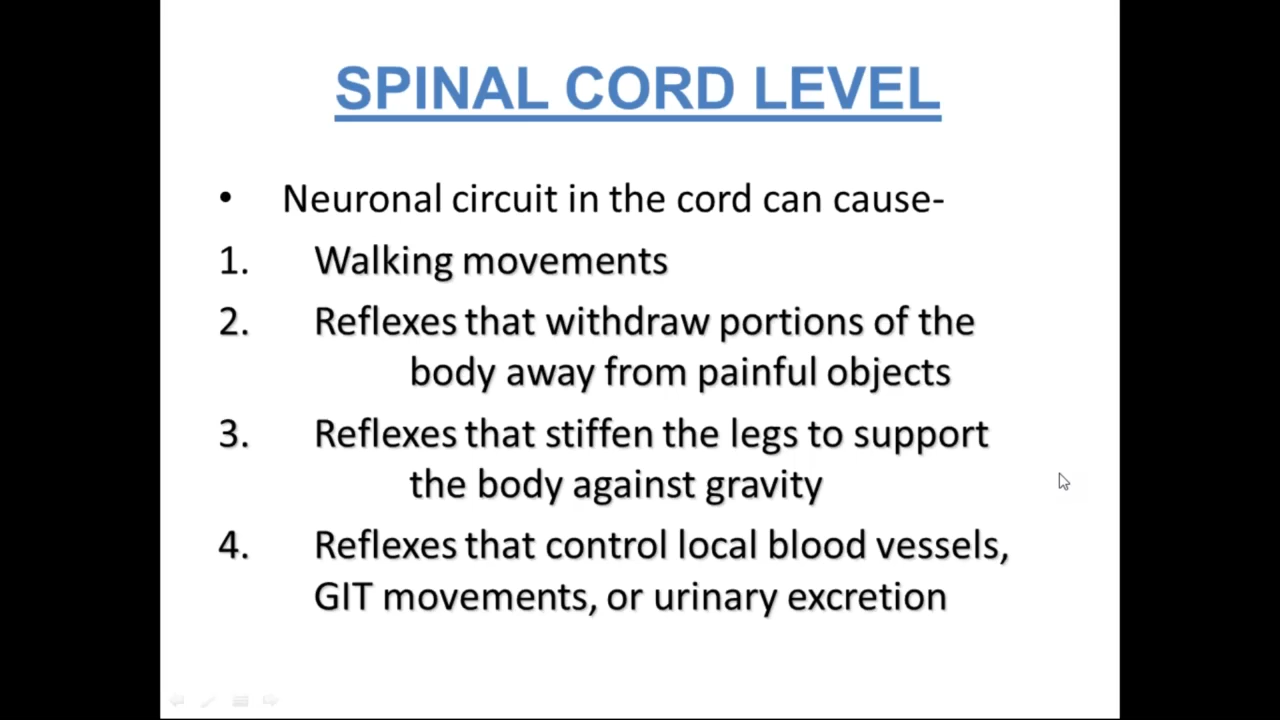 SPINAL CORD LEVEL
• Neuronal circuit in the cord can cause-
1. Walking movements
2. Reflexes that withdraw portions of the
body away from painful objects
3. Reflexes that stiffen the legs to support
the body against gravity
4. Reflexes that control local blood vessels,
GIT movements, or urinary excretion